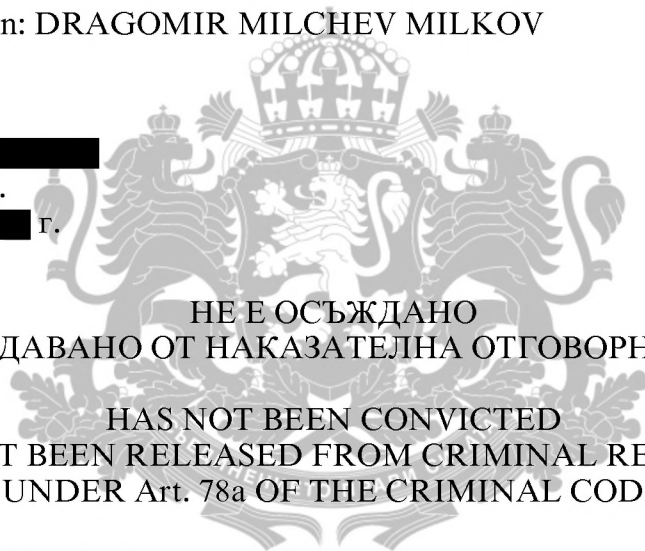 n: DRAGOMIR MILCHEV MILKOV
.
г.
НЕ Е ОСЪЖДАНО
ДАВАНО ОТ НАКАЗАТЕЛНА ОТГОВОРН
HAS NOT BEEN CONVICTED
T BEEN RELEASED FROM CRIMINAL RE
UNDER Art. 78a OF THE CRIMINAL COD